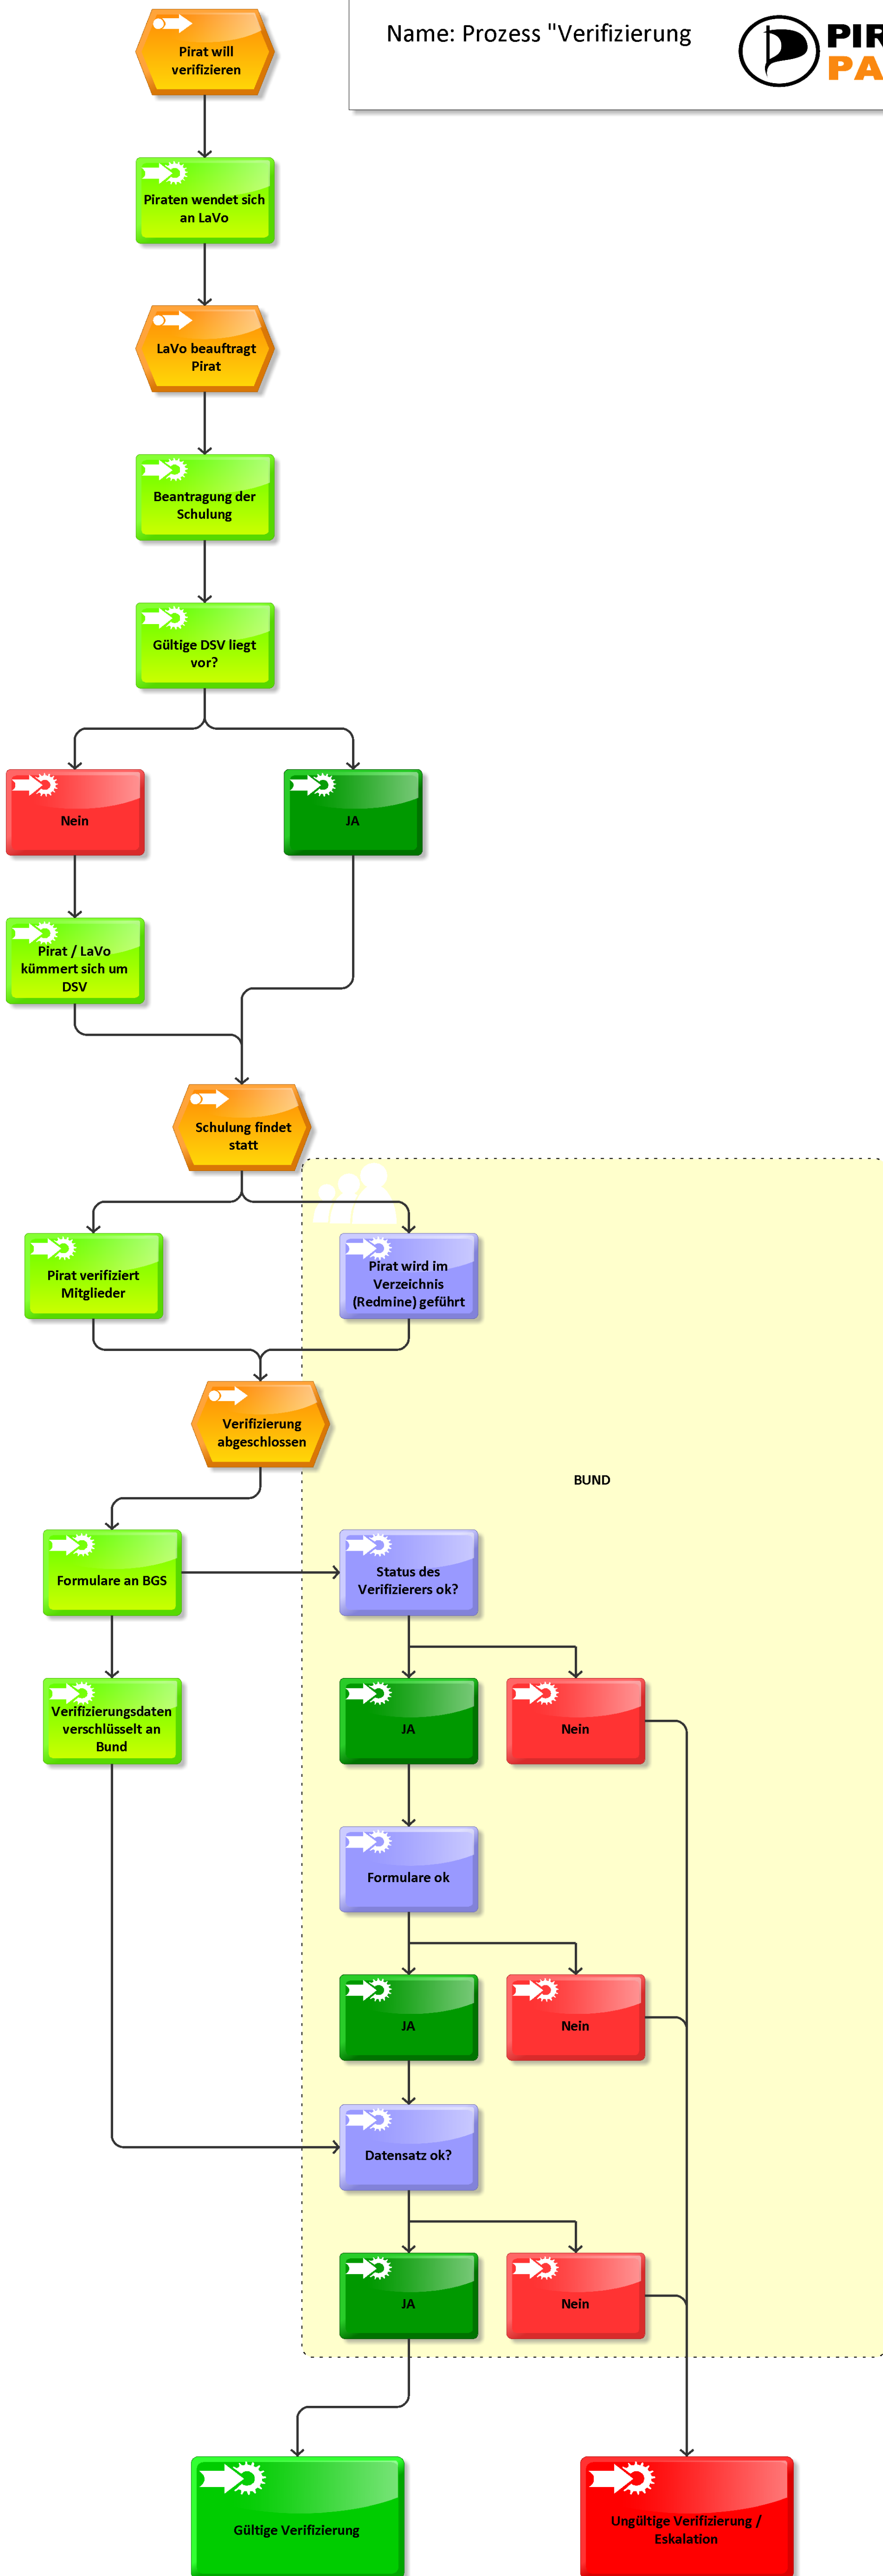 Name: Prozess "Verifizierung
PIR
PA
Pirat will
verifizieren
Piraten wendet sich
an LaVo
LaVo beauftragt
Pirat
Beantragung der
Schulung
Gültige DSV liegt
vor?
Nein
JA
Pirat / LaVo
kümmert sich um
DSV
Schulung findet
statt
Pirat verifiziert
Mitglieder
Pirat wird im
Verzeichnis
(Redmine) geführt
Verifizierung
abgeschlossen
BUND
Formulare an BGS
Status des
Verifizierers ok?
Verifizierungsdaten
verschlüsselt an
Bund
JA
Nein
Formulare ok
JA
Nein
Datensatz ok?
JA
Nein
Gültige Verifizierung
Ungültige Verifizierung /
Eskalation